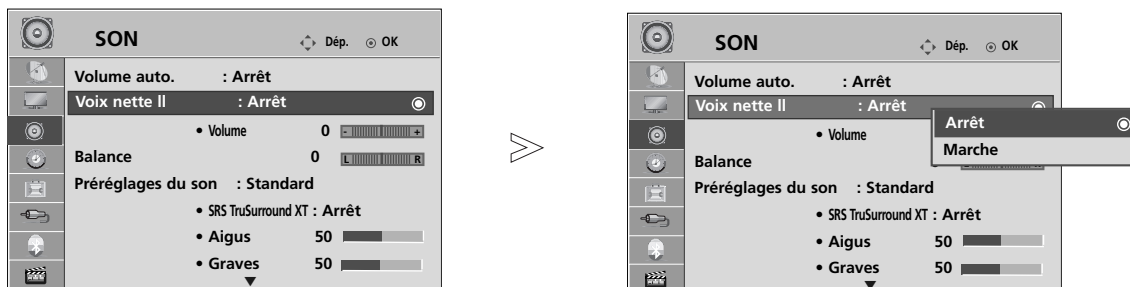 SON
Dép. OK
Volume auto. : Arrêt
Voix nette ll : Arrêt
• Volume 0 - +
Balance 0 L R
Préréglages du son : Standard
• SRS TruSurround XT : Arrêt
• Aigus 50
• Graves 50
SON
Dép. OK
Volume auto. : Arrêt
Voix nette ll : Arrêt
Arrêt
• Volume
Marche
Balance
Préréglages du son : Standard
• SRS TruSurround XT : Arrêt
• Aigus 50
• Graves 50